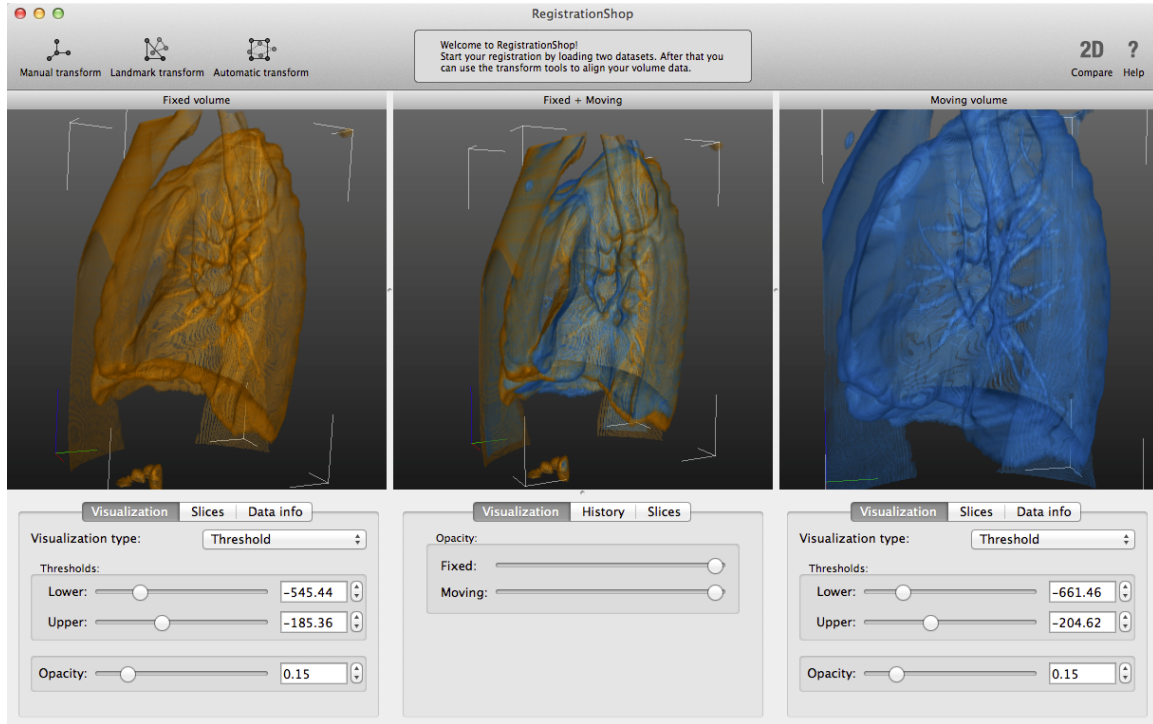 RegistrationShop
Manual transform Landmark transform Automatic transform
Welcome to RegistrationShop!
Start your registration by loading two datasets. After that you
can use the transform tools to align your volume data.
2D ?
Compare Help
Fixed volume
Fixed + Moving
Moving volume
Visualization Slices Data info
Visualization type: Threshold
Thresholds:
Lower: -545.44
Upper: -185.36
Opacity: 0.15
Visualization History Slices
Opacity:
Fixed:
Moving:
Visualization Slices Data info
Visualization type: Threshold
Thresholds:
Lower: -661.46
Upper: -204.62
Opacity: 0.15